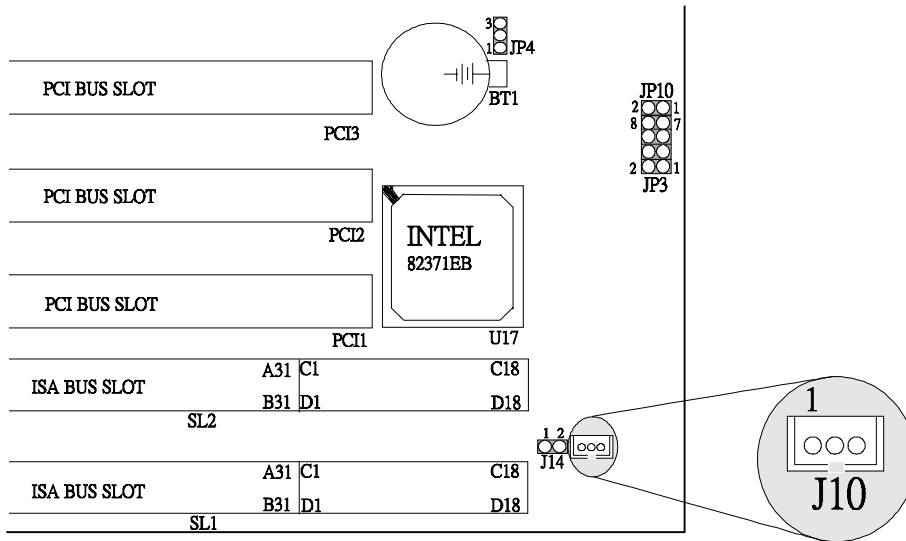 3
1
JP4
BT1
PCI BUS SLOT
PCI3
JP10
2 1
8 7
2 1
JP3
PCI BUS SLOT
PCI2
INTEL
82371EB
U17
PCI BUS SLOT
PCI1
ISA BUS SLOT
A31 C1 C18
B31 D1 D18
SL2
1 2
J14
1
J10
ISA BUS SLOT
A31 C1 C18
B31 D1 D18
SL1